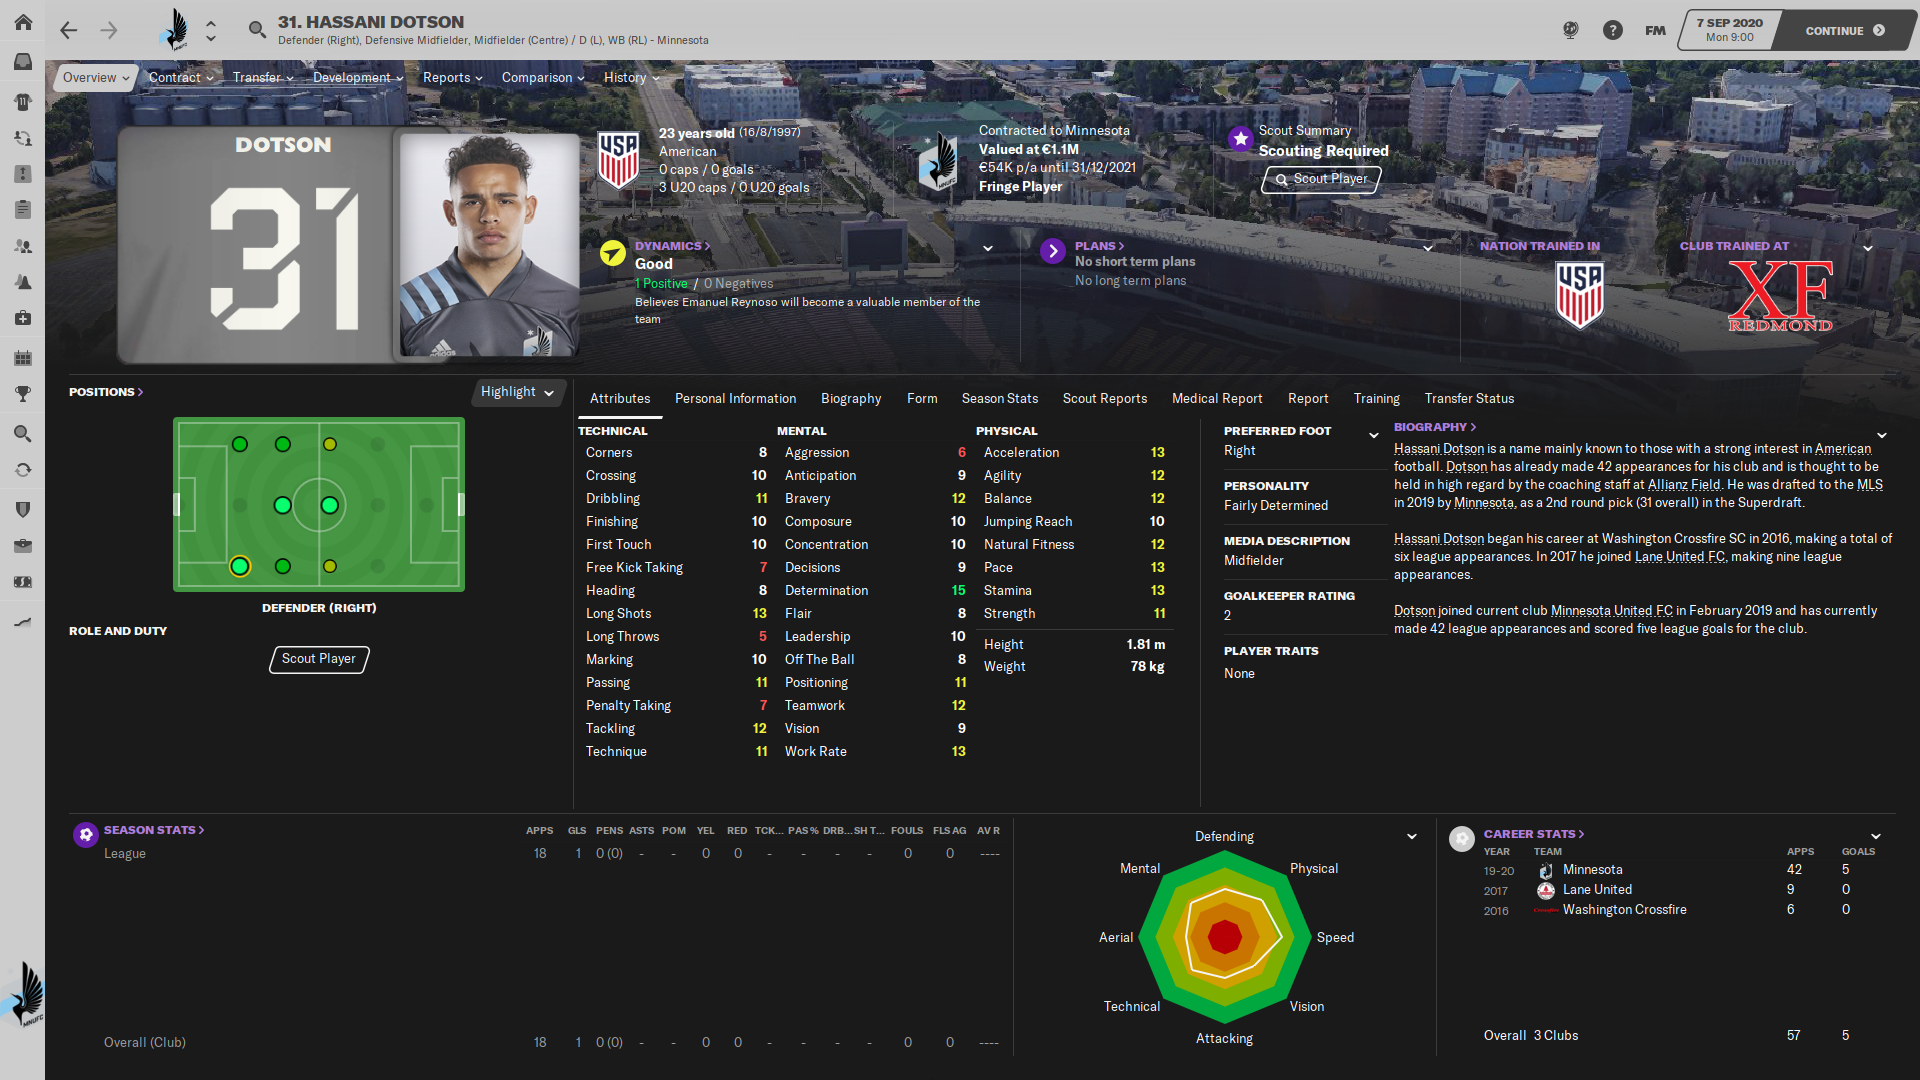 31. HASSANI DOTSON
Defender (Right), Defensive Midfielder, Midfielder (Centre) / D (L), WB (RL) - Minnesota
FM
7 SEP 2020
Mon 9:00
CONTINUE
Overview Contract Transfer Development Reports Comparison History
DOTSON
31
USA
23 years old (16/8/1997)
American
0 caps / 0 goals
3 U20 caps / 0 U20 goals
MNUFC
Contracted to Minnesota
Valued at €1.1M
€54K p/a until 31/12/2021
Fringe Player
Scout Summary
Scouting Required
Scout Player
adidas
DYNAMICS
Good
1 Positive / 0 Negatives
Believes Emanuel Reynoso will become a valuable member of the
team
PLANS
No short term plans
No long term plans
NATION TRAINED IN
USA
CLUB TRAINED AT
XF
REDMOND
POSITIONS
Highlight
DEFENDER (RIGHT)
ROLE AND DUTY
Scout Player
Attributes Personal Information Biography Form Season Stats Scout Reports Medical Report Report Training Transfer Status
TECHNICAL MENTAL PHYSICAL
Corners 8 Aggression 6 Acceleration 13
Crossing 10 Anticipation 9 Agility 12
Dribbling 11 Bravery 12 Balance 12
Finishing 10 Composure 10 Jumping Reach 10
First Touch 10 Concentration 10 Natural Fitness 12
Free Kick Taking 7 Decisions 9 Pace 13
Heading 8 Determination 15 Stamina 13
Long Shots 13 Flair 8 Strength 11
Long Throws 5 Leadership 10 Height 1.81 m
Marking 10 Off The Ball 8 Weight 78 kg
Passing 11 Positioning 11
Penalty Taking 7 Teamwork 12
Tackling 12 Vision 9
Technique 11 Work Rate 13
PREFERRED FOOT
Right
PERSONALITY
Fairly Determined
MEDIA DESCRIPTION
Midfielder
GOALKEEPER RATING
2
PLAYER TRAITS
None
BIOGRAPHY
Hassani Dotson is a name mainly known to those with a strong interest in American
football. Dotson has already made 42 appearances for his club and is thought to be
held in high regard by the coaching staff at Allianz Field. He was drafted to the MLS
in 2019 by Minnesota, as a 2nd round pick (31 overall) in the Superdraft.
Hassani Dotson began his career at Washington Crossfire SC in 2016, making a total of
six league appearances. In 2017 he joined Lane United FC, making nine league
appearances.
Dotson joined current club Minnesota United FC in February 2019 and has currently
made 42 league appearances and scored five league goals for the club.
SEASON STATS APPS GLS PENS ASTS POM YEL RED TCK... PAS % DRB... SH T... FOULS FLS AG AV R
League 18 1 0 (0) - - 0 0 - - - - 0 0 ----
Overall (Club) 18 1 0 (0) - - 0 0 - - - - 0 0 ----
Defending
Mental Physical
Aerial Speed
Technical Vision
Attacking
CAREER STATS
YEAR TEAM APPS GOALS
19-20 Minnesota 42 5
2017 Lane United 9 0
2016 Washington Crossfire 6 0
Overall 3 Clubs 57 5
MNUFC